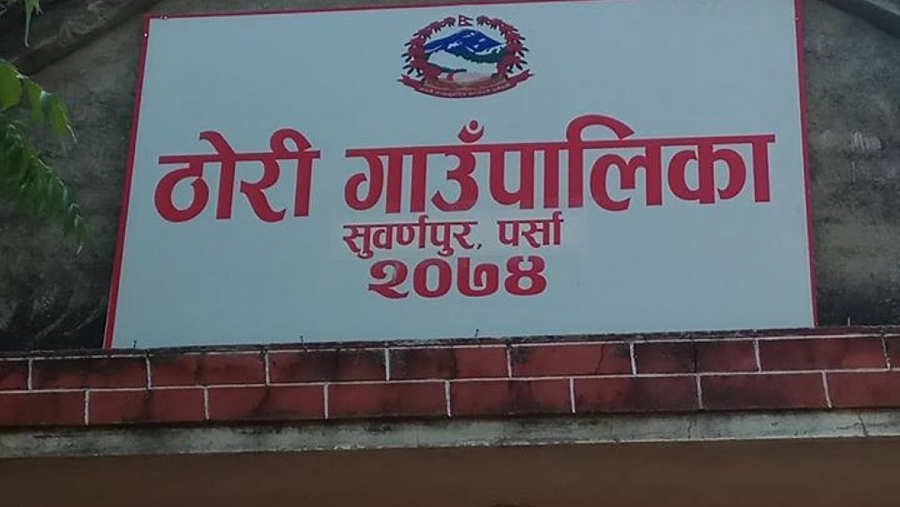 ठोरी गाउँपालिका
सुवर्णपुर, पर्सा
२०७४